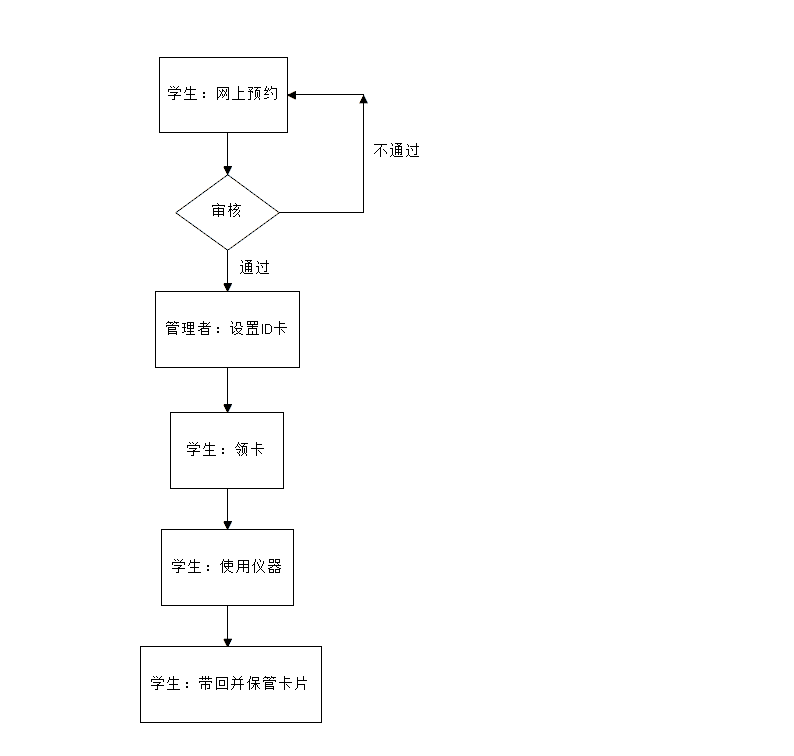 学生：网上预约
不通过
审核
通过
管理者：设置ID卡
学生：领卡
学生：使用仪器
学生：带回并保管卡片